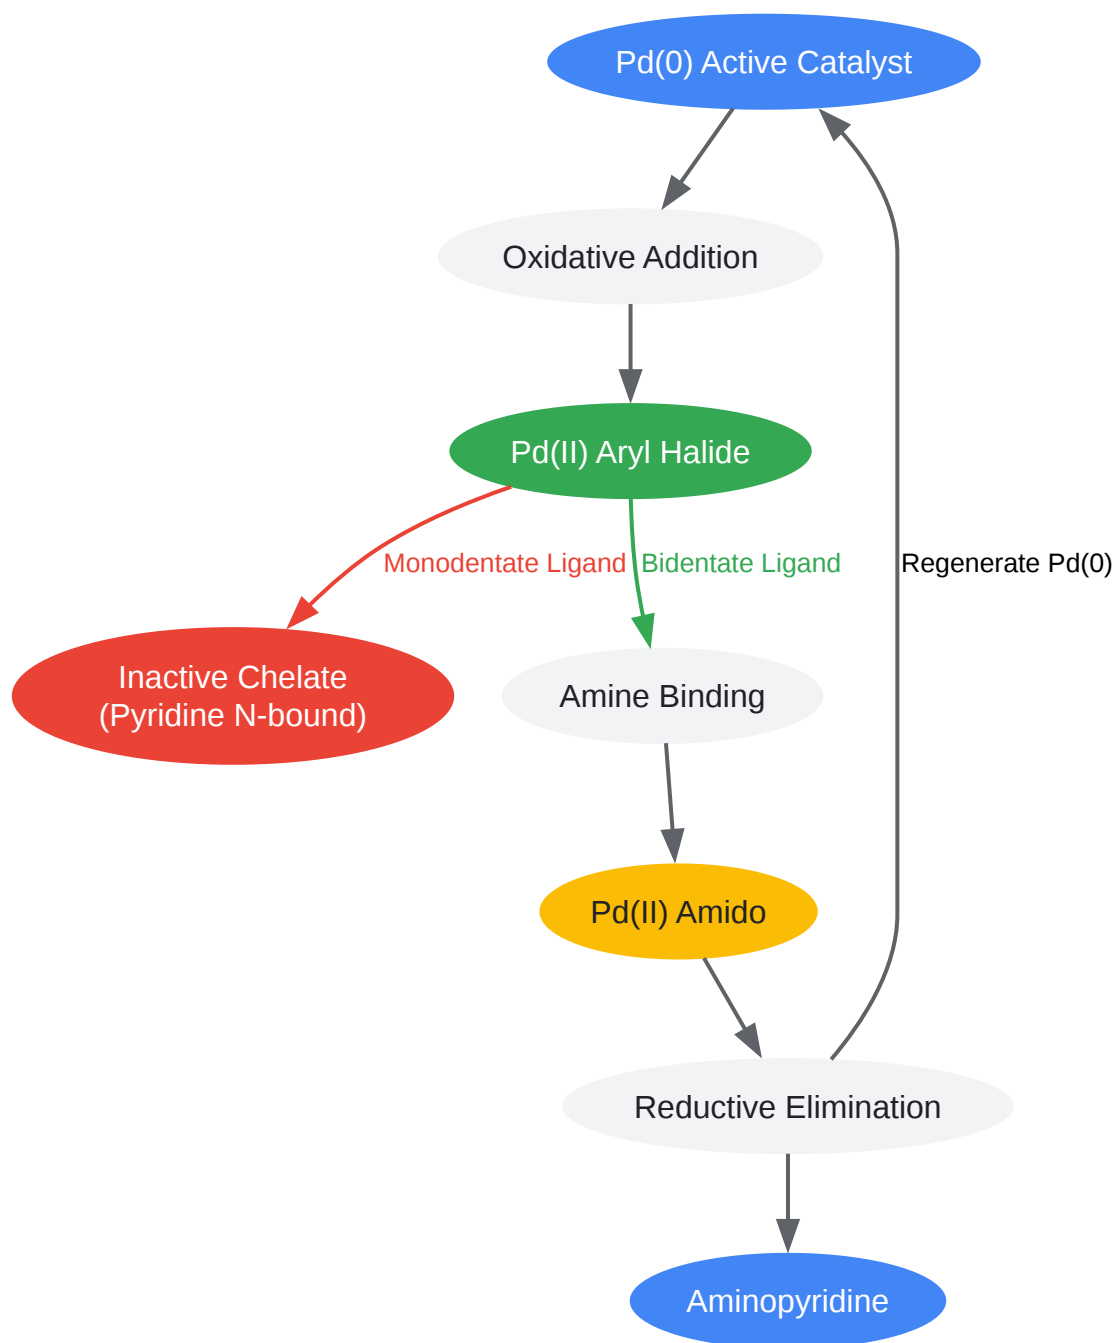 Pd(0) Active Catalyst
Oxidative Addition
Pd(II) Aryl Halide
Monodentate Ligand
Bidentate Ligand
Regenerate Pd(0)
Inactive Chelate
(Pyridine N-bound)
Amine Binding
Pd(II) Amido
Reductive Elimination
Aminopyridine